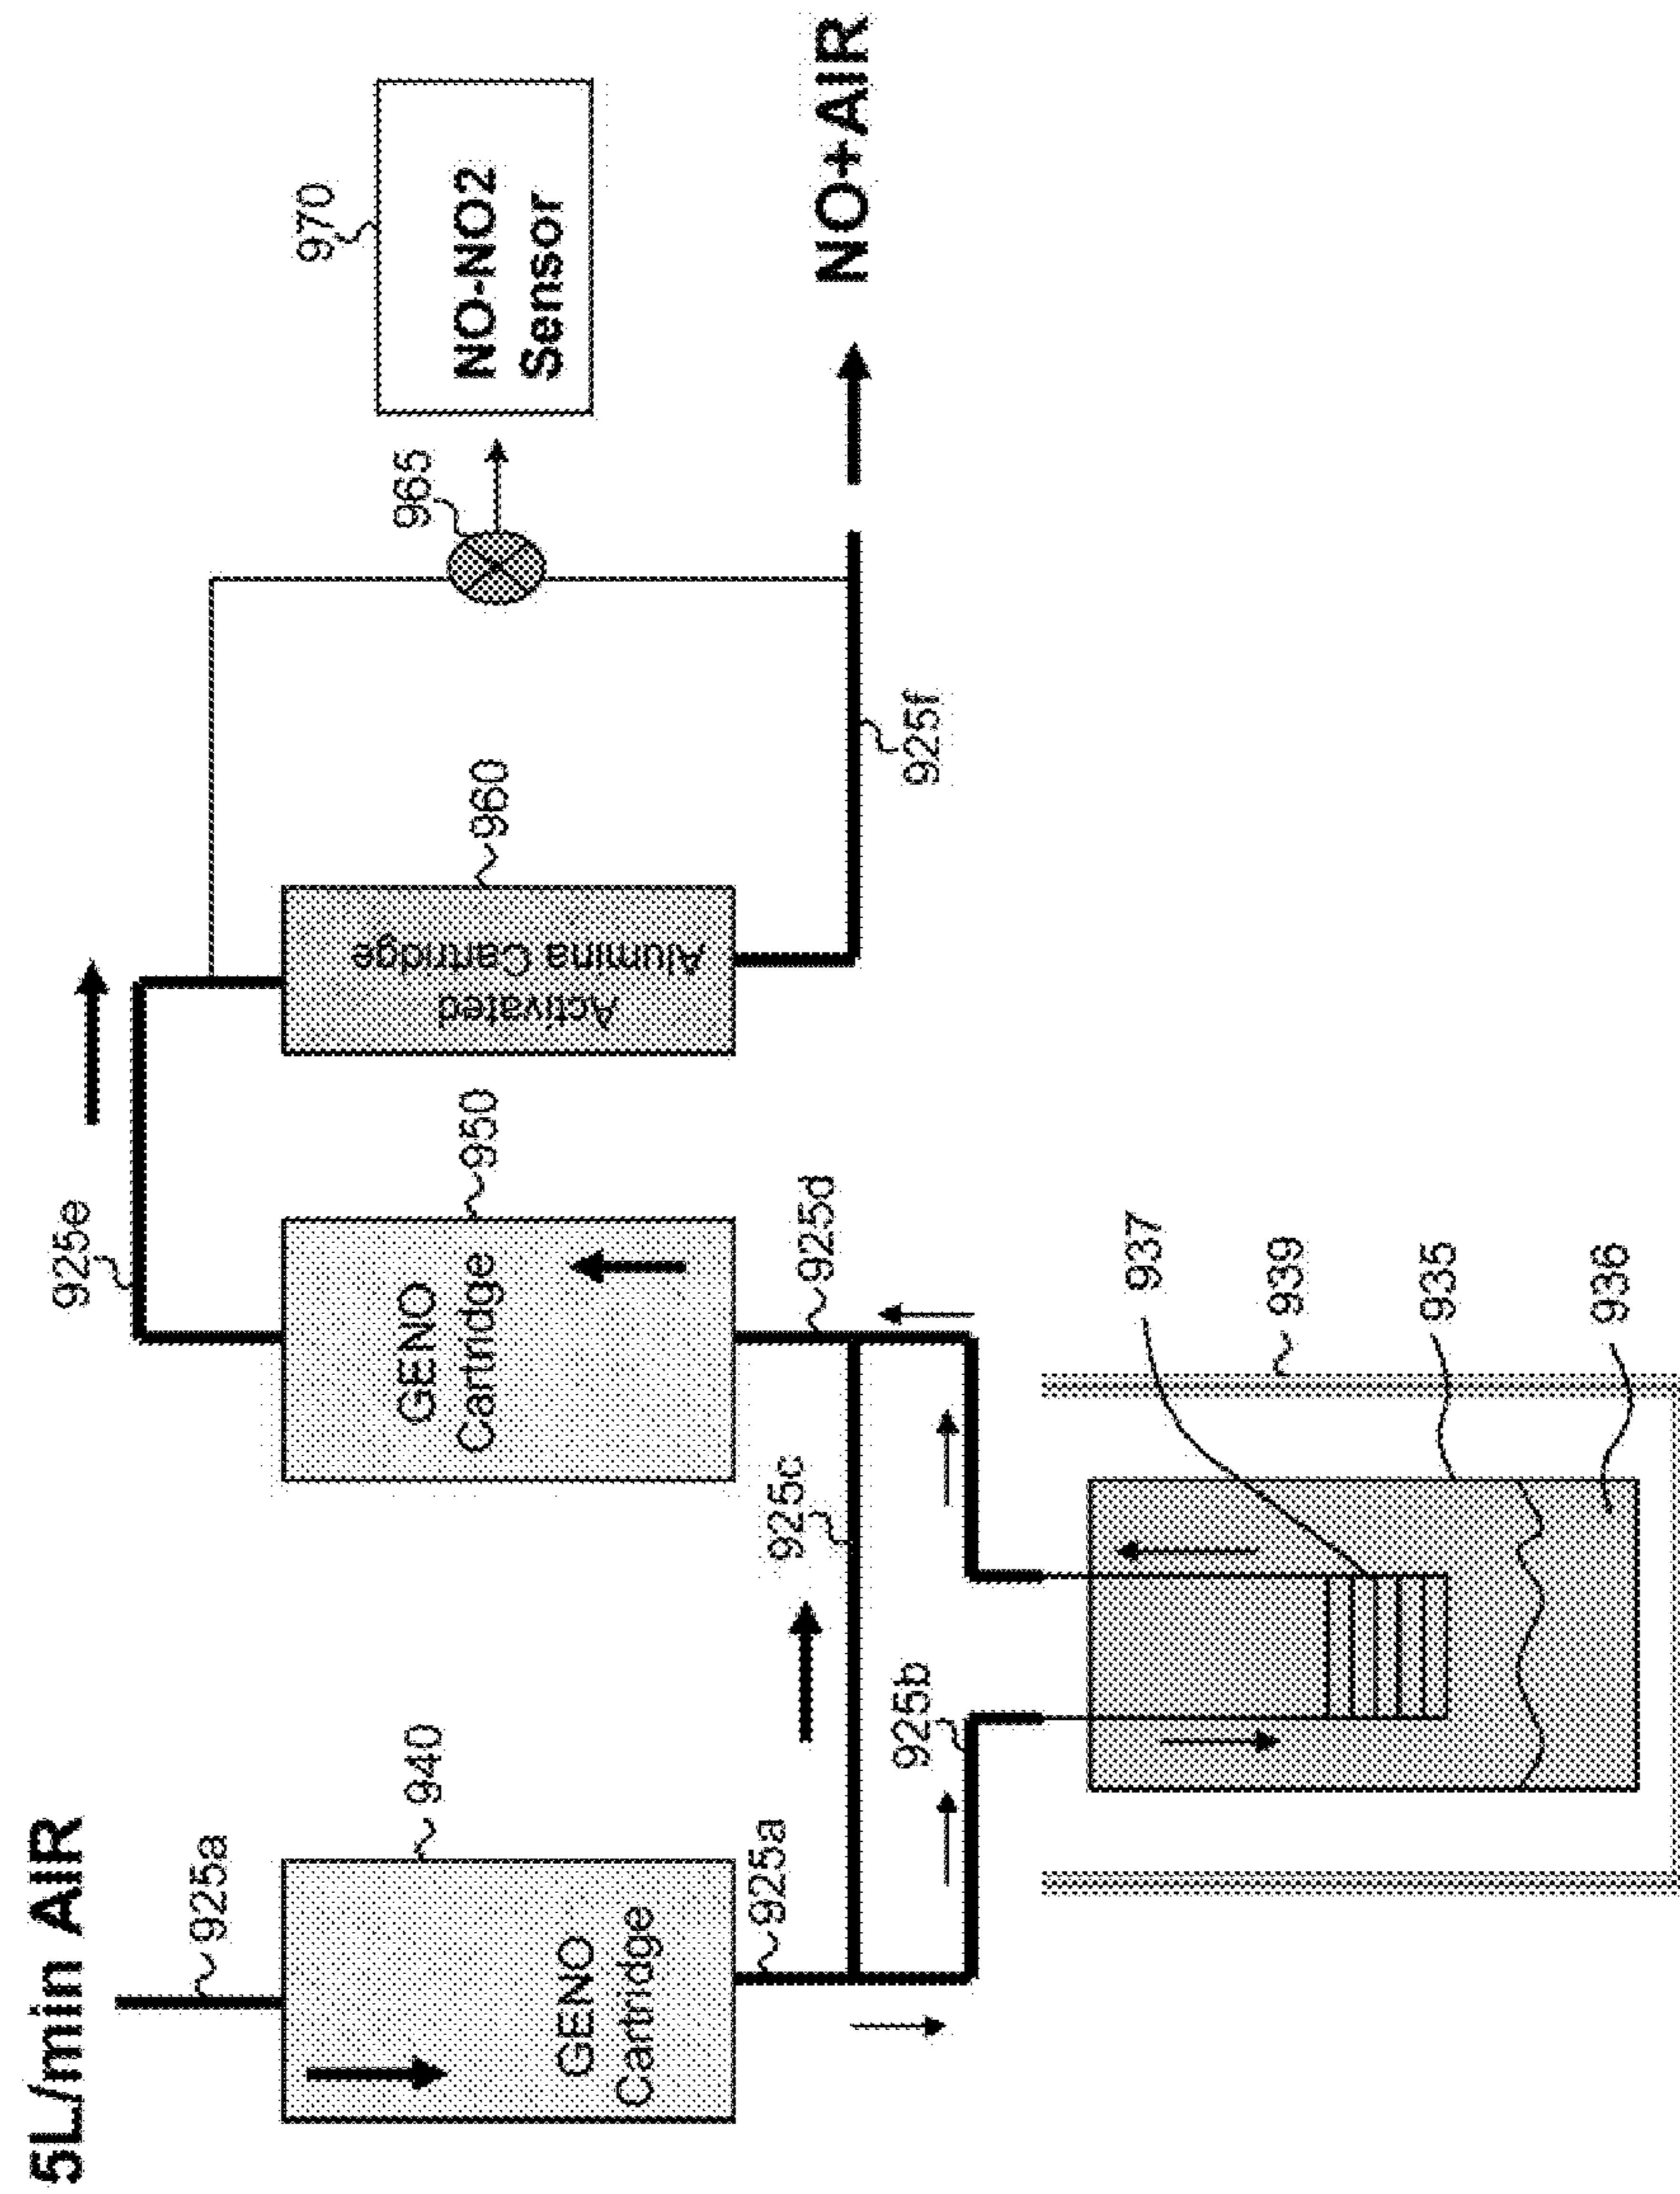 5L/min AIR
925a
940
GENO
Cartridge
925a
925b
925c
925d
GENO
Cartridge
950
925e
Activated
Alumina Cartridge
960
965
970
NO-NO2
Sensor
925f
NO+AIR
937
939
935
936